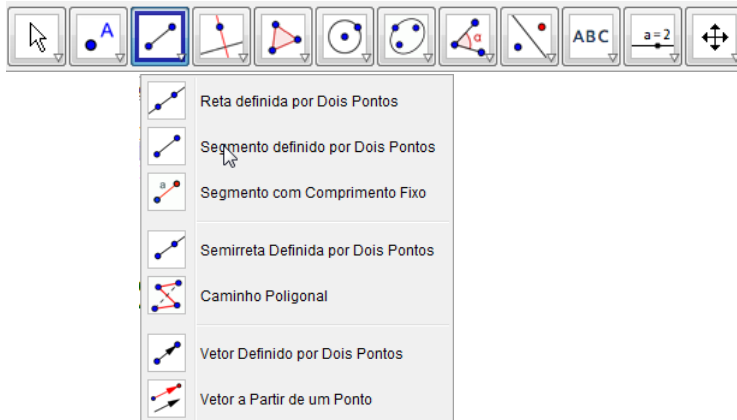 A
α
ABC
a=2
Reta definida por Dois Pontos
Segmento definido por Dois Pontos
a
Segmento com Comprimento Fixo
Semirreta Definida por Dois Pontos
Caminho Poligonal
Vetor Definido por Dois Pontos
Vetor a Partir de um Ponto